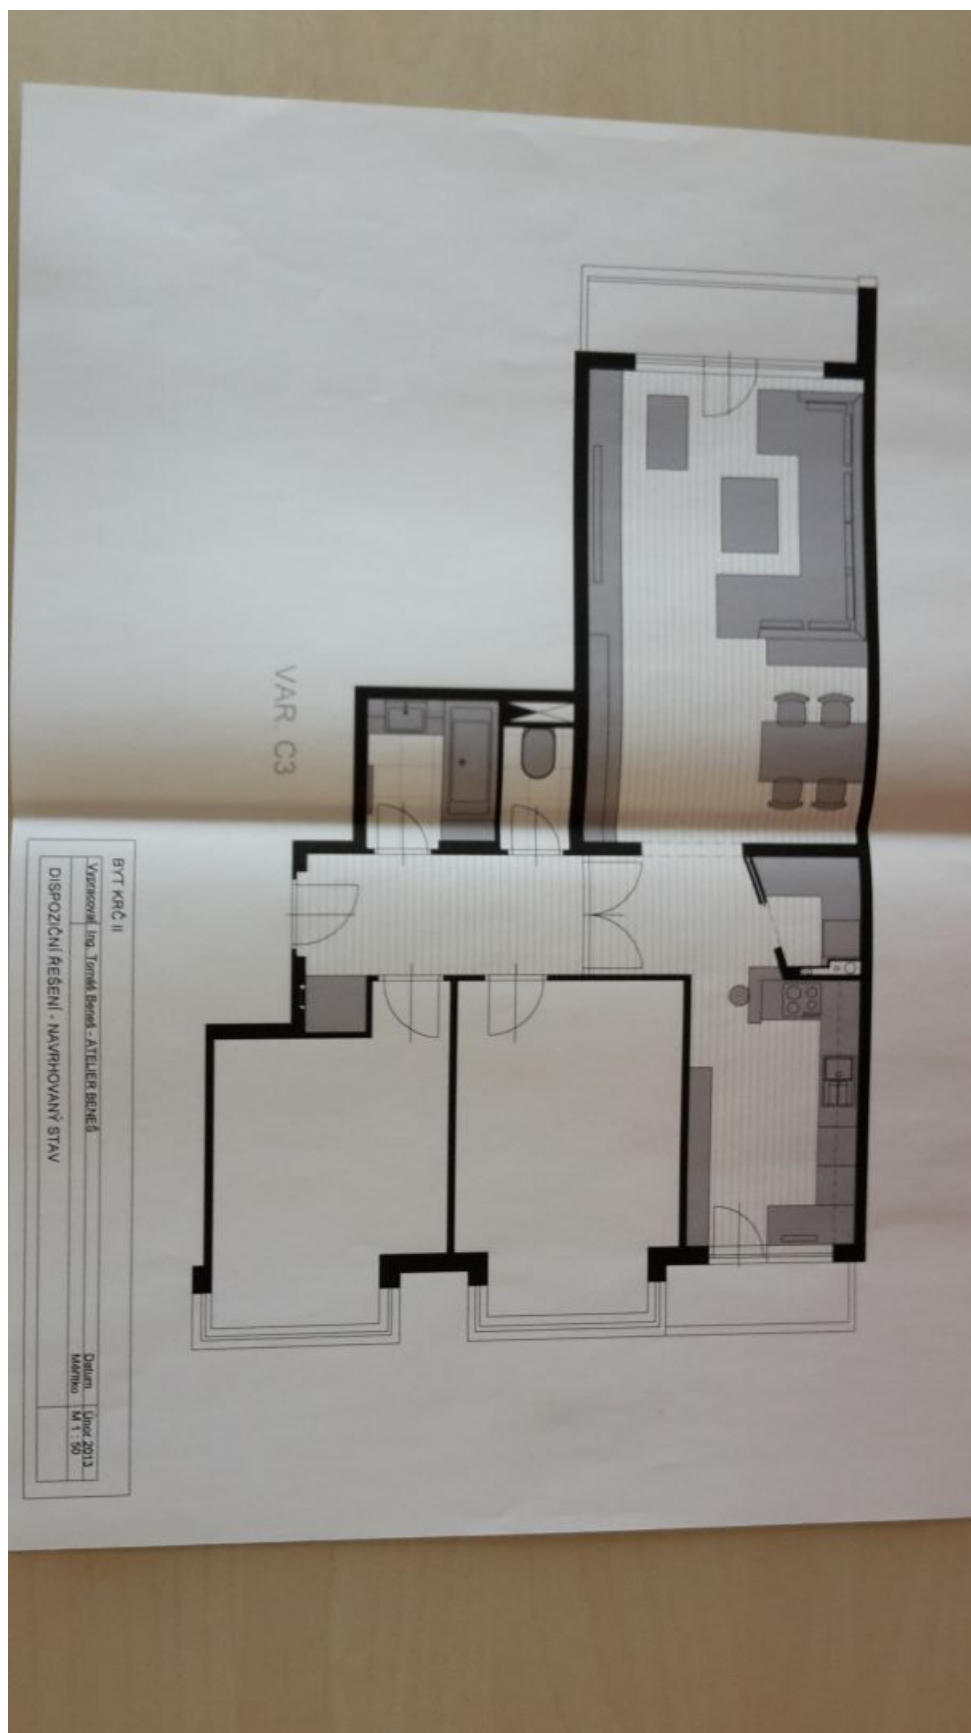 VAR. C3
BYT KRČ II
Vypracoval Ing. Tomáš Beneš - ATELIER BENEŠ
Datum Únor 2013
Měřítko M 1 : 50
DISPOZIČNÍ ŘEŠENÍ - NAVRHOVANÝ STAV